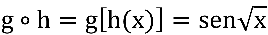 g ∘ h = g[h(x)] = sen√x